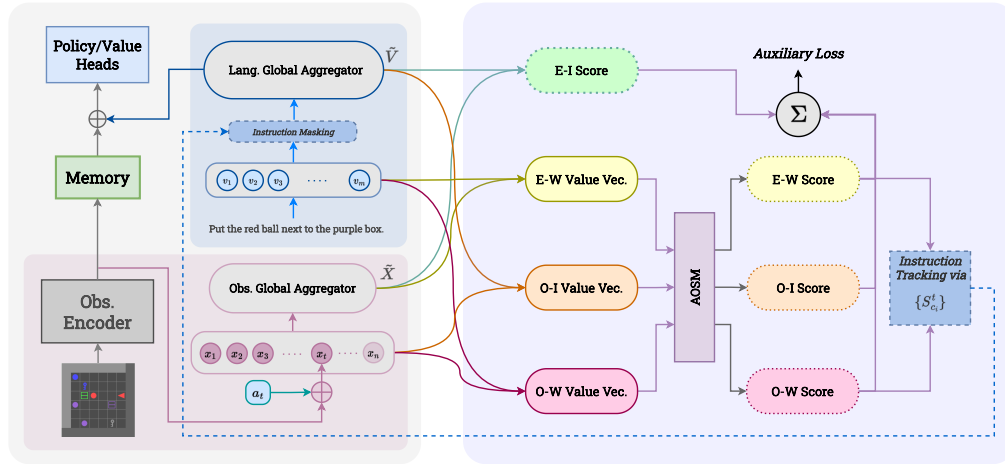 Policy/Value
Heads
Lang. Global Aggregator
Ṽ
E-I Score
Auxiliary Loss
Σ
Instruction Masking
Memory
v₁ v₂ v₃ ···· vₘ
E-W Value Vec.
E-W Score
Put the red ball next to the purple box.
Obs. Global Aggregator
X̃
O-I Value Vec.
AOSM
O-I Score
Instruction
Tracking via
{Sᵗ_{cᵢ}}
Obs.
Encoder
x₁ x₂ x₃ ···· xₜ ···· xₙ
aₜ
O-W Value Vec.
O-W Score